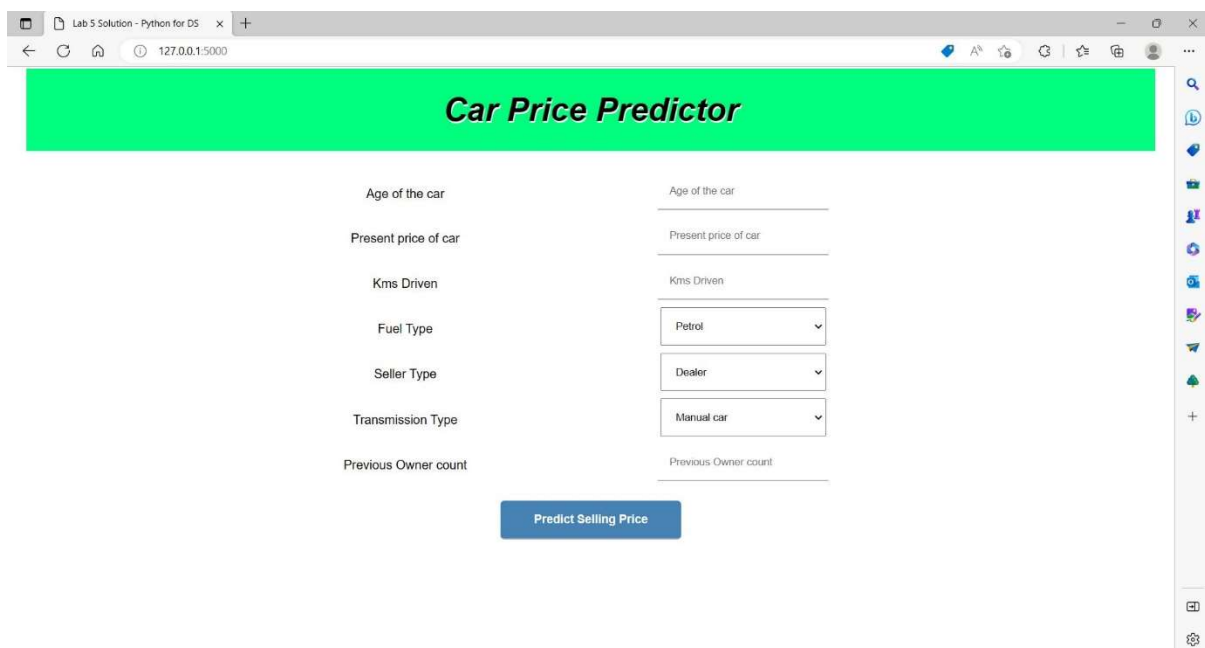 Lab 5 Solution - Python for DS
127.0.0.1:5000
Car Price Predictor
Age of the car Age of the car
Present price of car Present price of car
Kms Driven Kms Driven
Fuel Type Petrol
Seller Type Dealer
Transmission Type Manual car
Previous Owner count Previous Owner count
Predict Selling Price